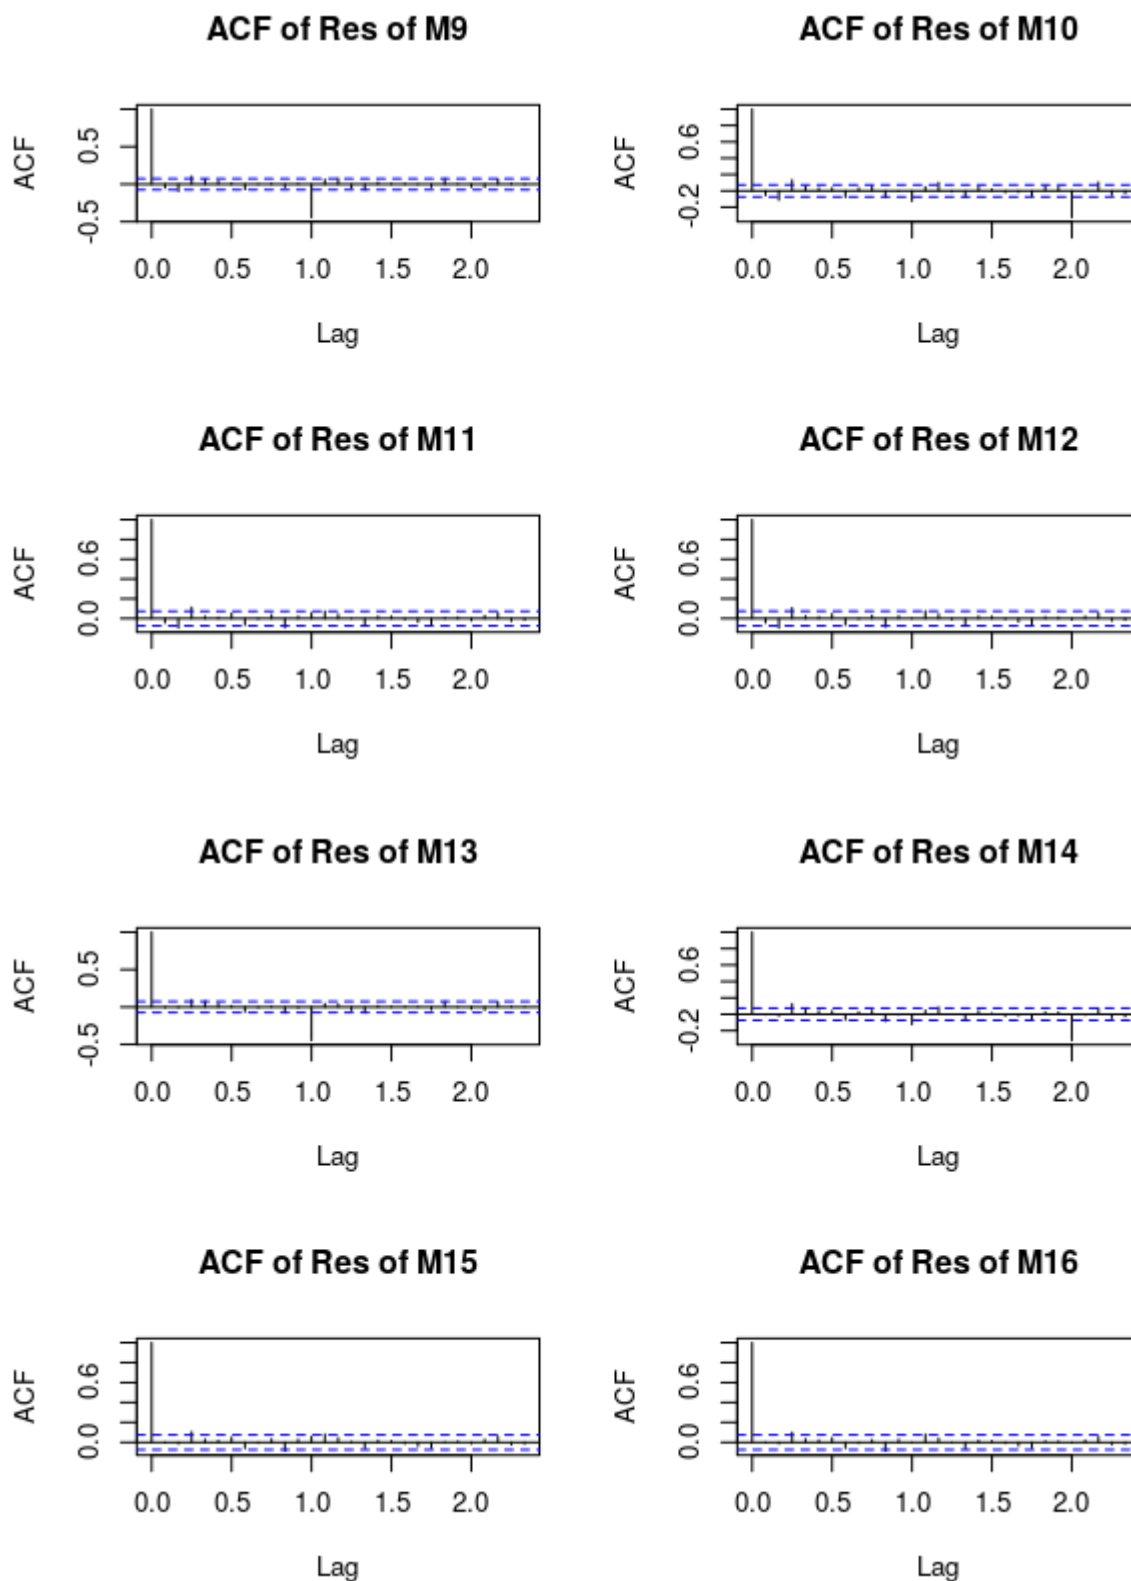 ACF of Res of M9
ACF
0.5
-0.5
0.0 0.5 1.0 1.5 2.0
Lag
ACF of Res of M10
ACF
0.6
-0.2
0.0 0.5 1.0 1.5 2.0
Lag
ACF of Res of M11
ACF
0.6
0.0
0.0 0.5 1.0 1.5 2.0
Lag
ACF of Res of M12
ACF
0.6
0.0
0.0 0.5 1.0 1.5 2.0
Lag
ACF of Res of M13
ACF
0.5
-0.5
0.0 0.5 1.0 1.5 2.0
Lag
ACF of Res of M14
ACF
0.6
-0.2
0.0 0.5 1.0 1.5 2.0
Lag
ACF of Res of M15
ACF
0.6
0.0
0.0 0.5 1.0 1.5 2.0
Lag
ACF of Res of M16
ACF
0.6
0.0
0.0 0.5 1.0 1.5 2.0
Lag